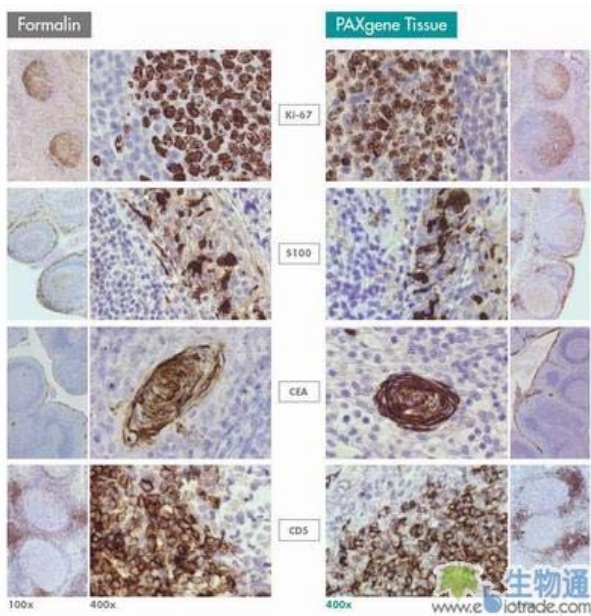 Formalin
PAXgene Tissue
Ki-67
S100
CEA
CD5
100x
400x
400x
生物通
www.ebiotrade.com